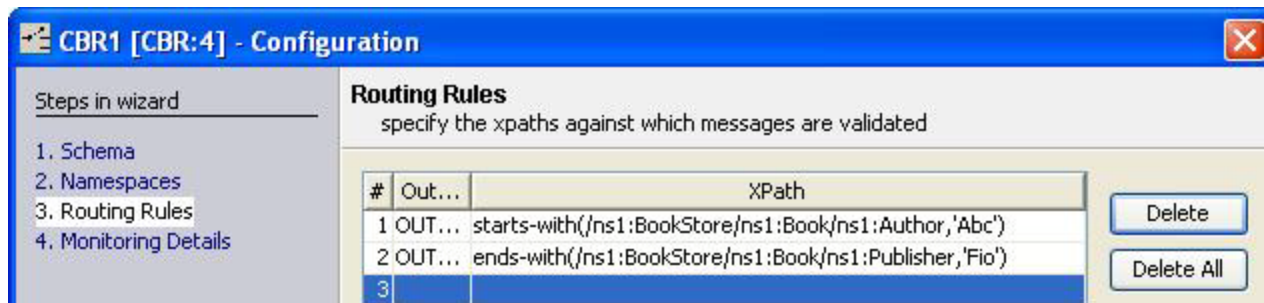 CBR1 [CBR:4] - Configuration
Steps in wizard
1. Schema
2. Namespaces
3. Routing Rules
4. Monitoring Details
Routing Rules
specify the xpaths against which messages are validated
# Out... XPath
1 OUT... starts-with(/ns1:BookStore/ns1:Book/ns1:Author,'Abc')
2 OUT... ends-with(/ns1:BookStore/ns1:Book/ns1:Publisher,'Fio')
3
Delete
Delete All